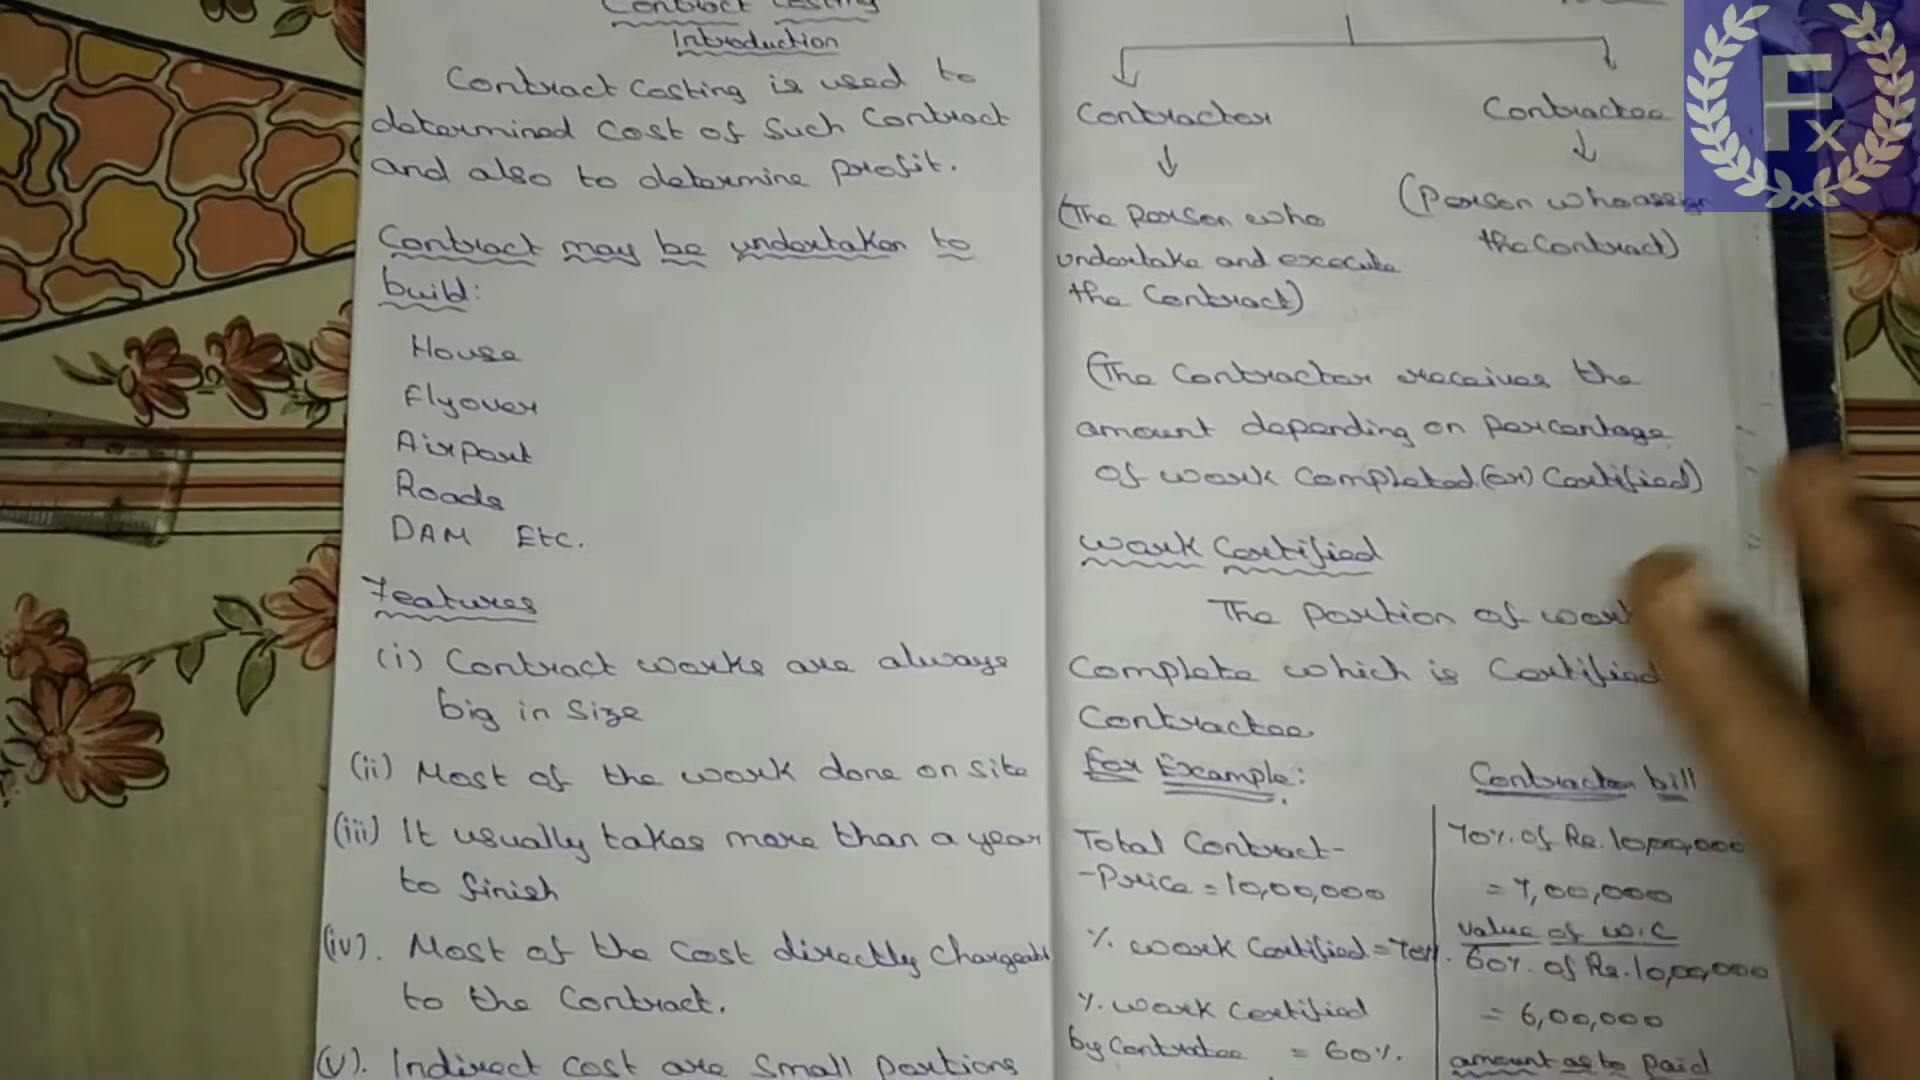 Contract Costing
Introduction
Contract Costing is used to
determined Cost of Such Contract
and also to determine profit.
Contract may be undertaken to
build:
House
Flyover
Airport
Roads
DAM Etc.
Features
(i) Contract works are always
big in Size
(ii) Most of the work done on site
(iii) It usually takes more than a year
to finish
(iv). Most of the Cost directly Chargeabl
to the Contract.
(v). Indirect Cost are Small portions
Contractor
Contractee
(The person who
undertake and execute
the Contract)
(person who assign
the Contract)
(The Contractor receives the
amount depending on percentage
of work Completed (or) Certified)
Work Certified
The portion of work
Complete which is Certified
Contractee.
For Example:
Total Contract-
-Price = 10,00,000
% work Certified = 70%.
% work Certified
by Contractee = 60%.
Contractor bill
70% of Rs. 10,00,000
= 7,00,000
Value of W.C
60% of Rs. 10,00,000
= 6,00,000
amount as to paid
Fx